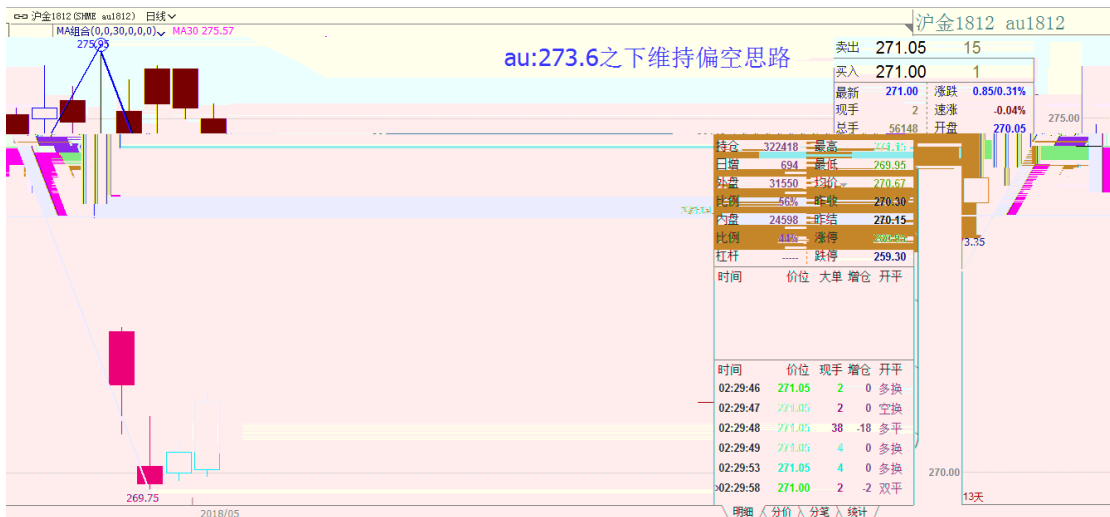 沪金1812(SHME au1812) 日线
MA组合(0,0,30,0,0,0) MA30 275.57
275.95
au:273.6之下维持偏空思路
沪金1812 au1812
卖出 271.05 15
买入 271.00 1
最新 271.00 涨跌 0.85/0.31%
现手 2 速涨 -0.04%
总手 56148 开盘 270.05
275.00
持仓 322418 最高
日增 694 最低 269.95
外盘 31550 均价 270.67
比例 56% 昨收 270.30
内盘 24598 昨结 270.15
比例 44% 涨停
杠杆 ----- 跌停 259.30
3.35
时间 价位 大单 增仓 开平
时间 价位 现手 增仓 开平
02:29:46 271.05 2 0 多换
02:29:47 271.05 2 0 空换
02:29:48 271.05 38 -18 多平
02:29:49 271.05 4 0 多换
02:29:53 271.05 4 0 多换
02:29:58 271.00 2 -2 双平
270.00
269.75
13天
2018/05
明细 分价 分笔 统计